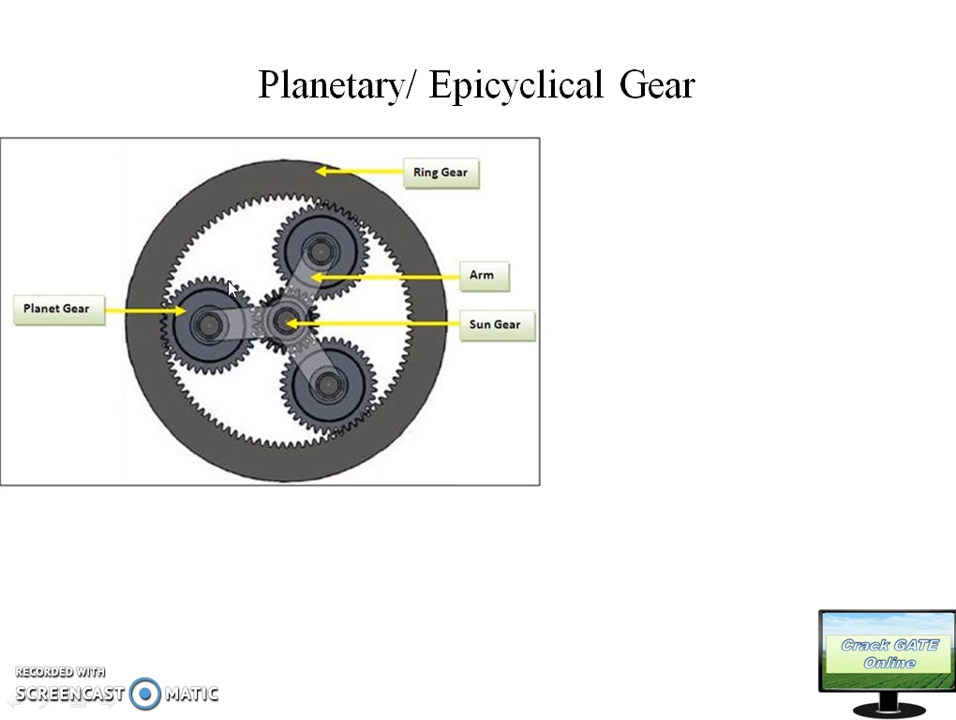 Planetary/ Epicyclical Gear
Ring Gear
Arm
Planet Gear
Sun Gear
Crack GATE
Online
RECORDED WITH
SCREENCAST MATIC